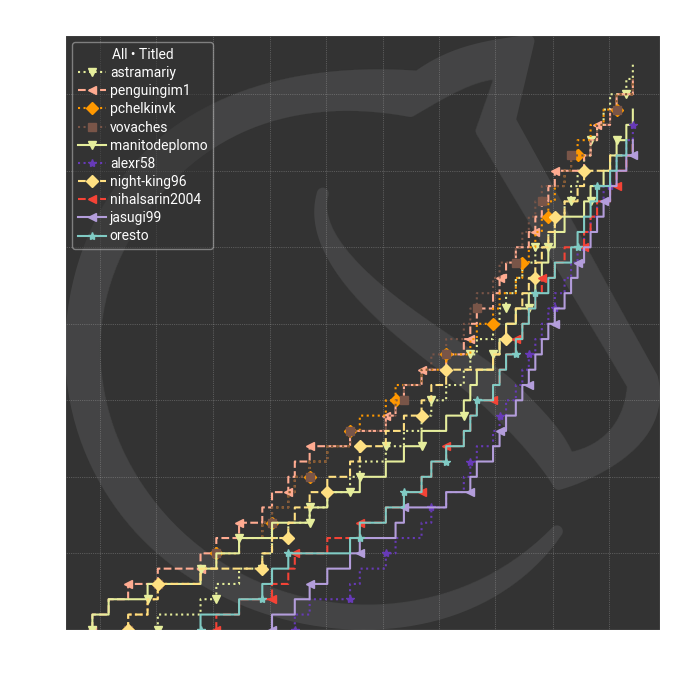 All • Titled
astramariy
penguingim1
pchelkinvk
vovaches
manitodeplomo
alexr58
night-king96
nihalsarin2004
jasugi99
oresto